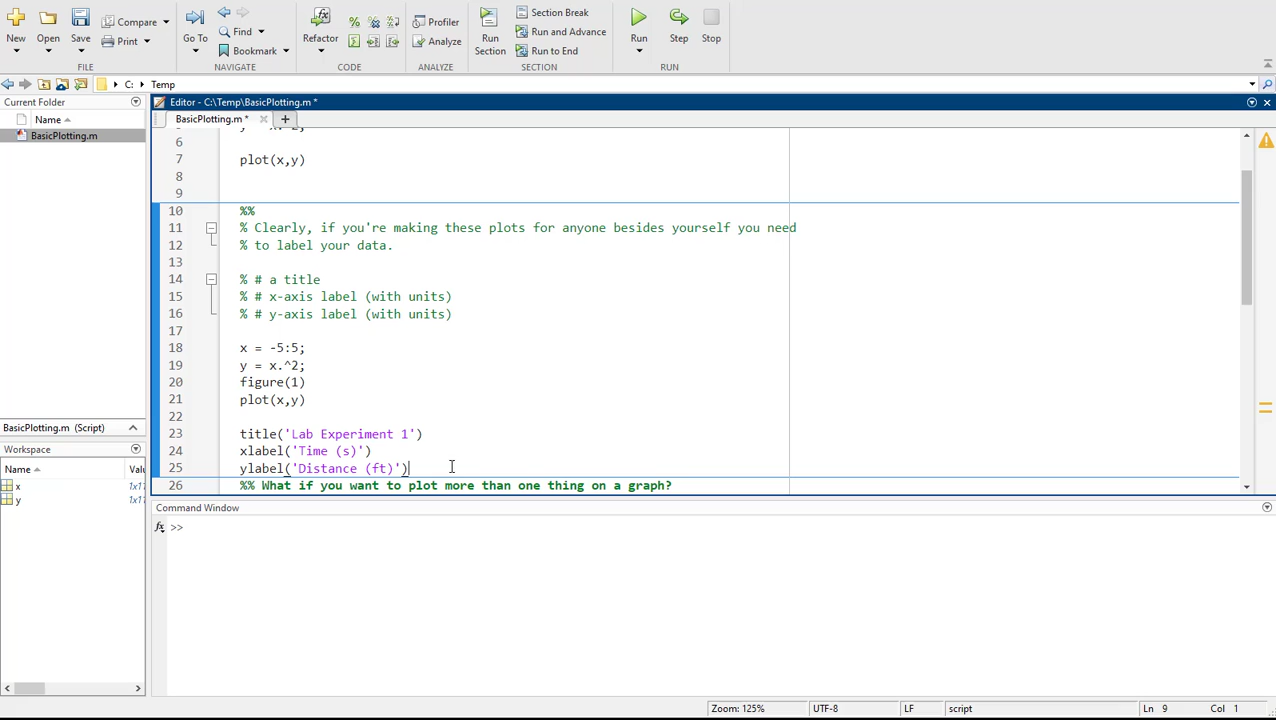 New Open Save Compare Print Go To Find Bookmark Refactor Profiler Analyze Run Section Section Break Run and Advance Run to End Run Step Stop
FILE NAVIGATE CODE ANALYZE SECTION RUN
C: Temp
Current Folder
Name
BasicPlotting.m
BasicPlotting.m (Script)
Workspace
Name Valu
x 1x11
y 1x11
Editor - C:\Temp\BasicPlotting.m *
BasicPlotting.m *
6
7 plot(x,y)
8
9
10 %%
11 % Clearly, if you're making these plots for anyone besides yourself you need
12 % to label your data.
13
14 % # a title
15 % # x-axis label (with units)
16 % # y-axis label (with units)
17
18 x = -5:5;
19 y = x.^2;
20 figure(1)
21 plot(x,y)
22
23 title('Lab Experiment 1')
24 xlabel('Time (s)')
25 ylabel('Distance (ft)')
26 %% What if you want to plot more than one thing on a graph?
Command Window
fx >>
Zoom: 125% UTF-8 LF script Ln 9 Col 1